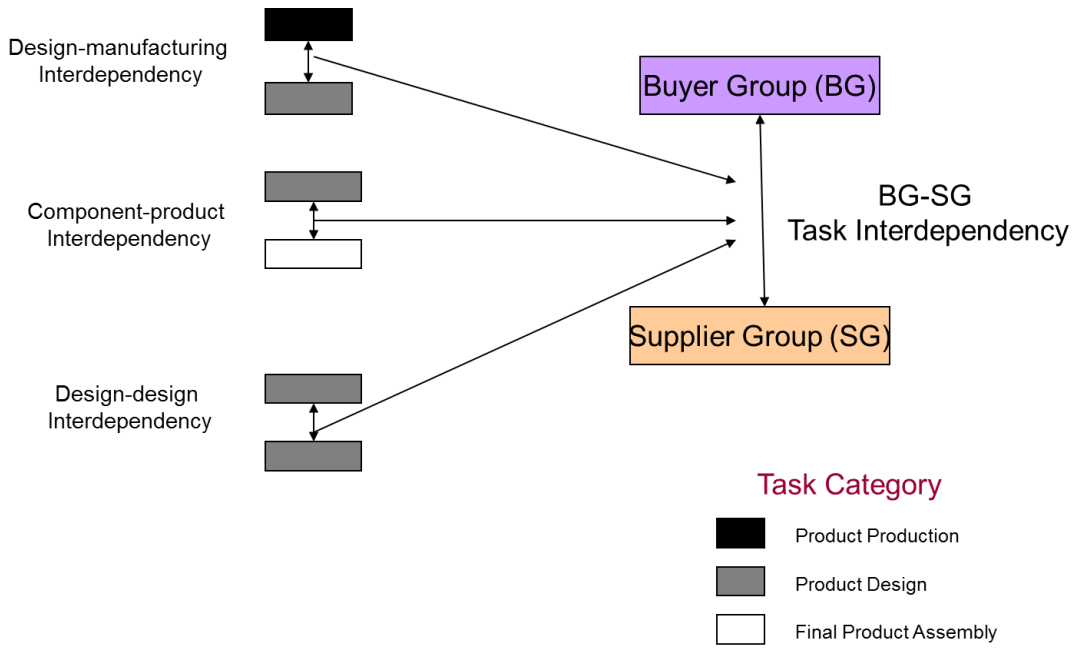 Design-manufacturing
Interdependency
Buyer Group (BG)
Component-product
Interdependency
BG-SG
Task Interdependency
Supplier Group (SG)
Design-design
Interdependency
Task Category
Product Production
Product Design
Final Product Assembly